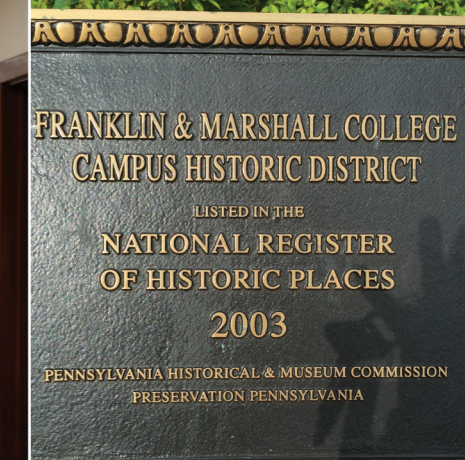 FRANKLIN & MARSHALL COLLEGE
CAMPUS HISTORIC DISTRICT
LISTED IN THE
NATIONAL REGISTER
OF HISTORIC PLACES
2003
PENNSYLVANIA HISTORICAL & MUSEUM COMMISSION
PRESERVATION PENNSYLVANIA